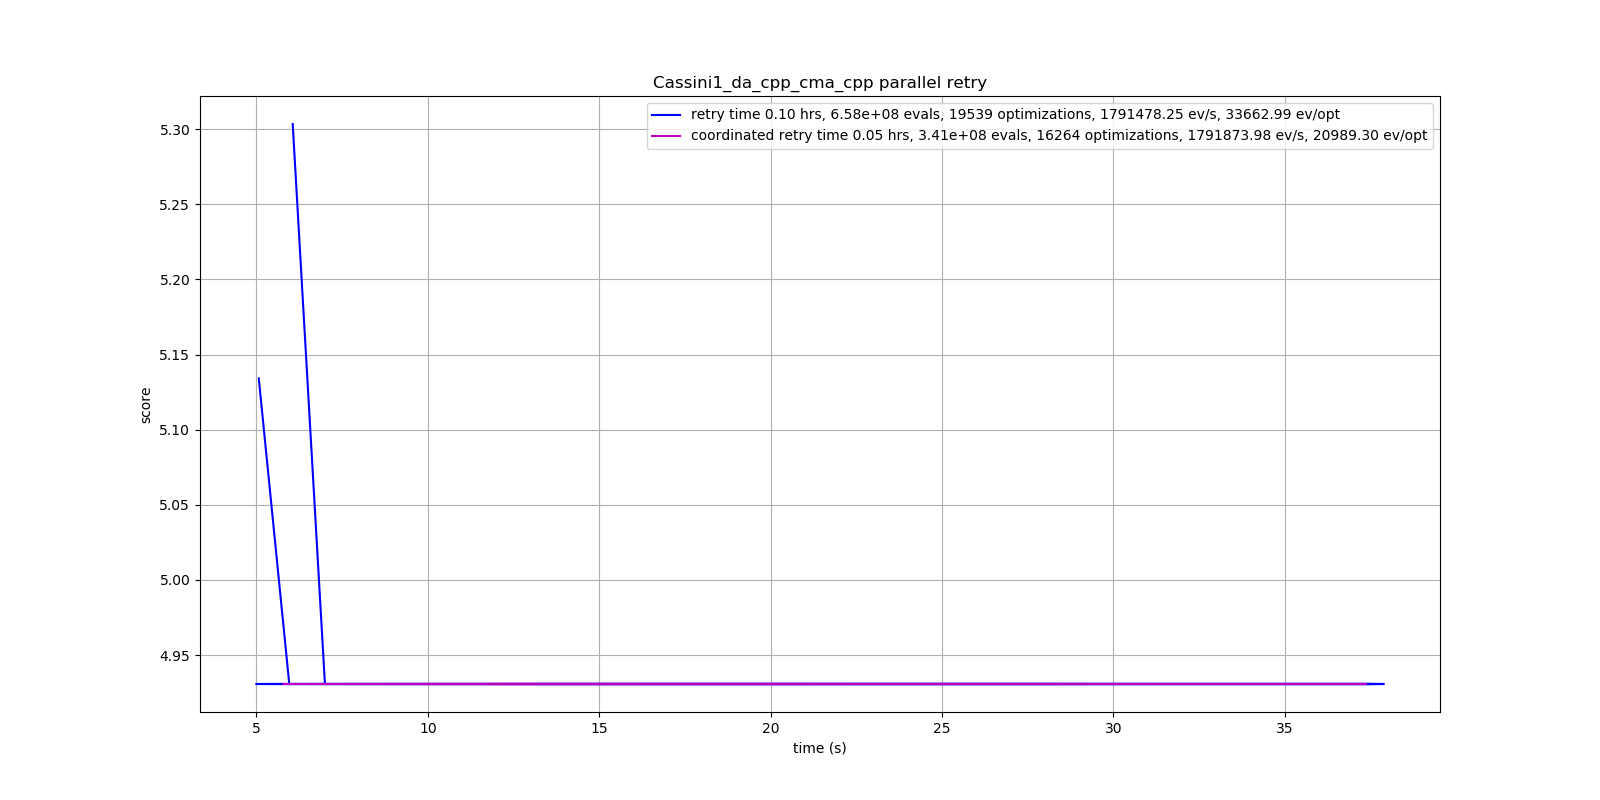 Cassini1_da_cpp_cma_cpp parallel retry
retry time 0.10 hrs, 6.58e+08 evals, 19539 optimizations, 1791478.25 ev/s, 33662.99 ev/opt
coordinated retry time 0.05 hrs, 3.41e+08 evals, 16264 optimizations, 1791873.98 ev/s, 20989.30 ev/opt
5.30
5.25
5.20
5.15
5.10
5.05
5.00
4.95
score
5 10 15 20 25 30 35
time (s)